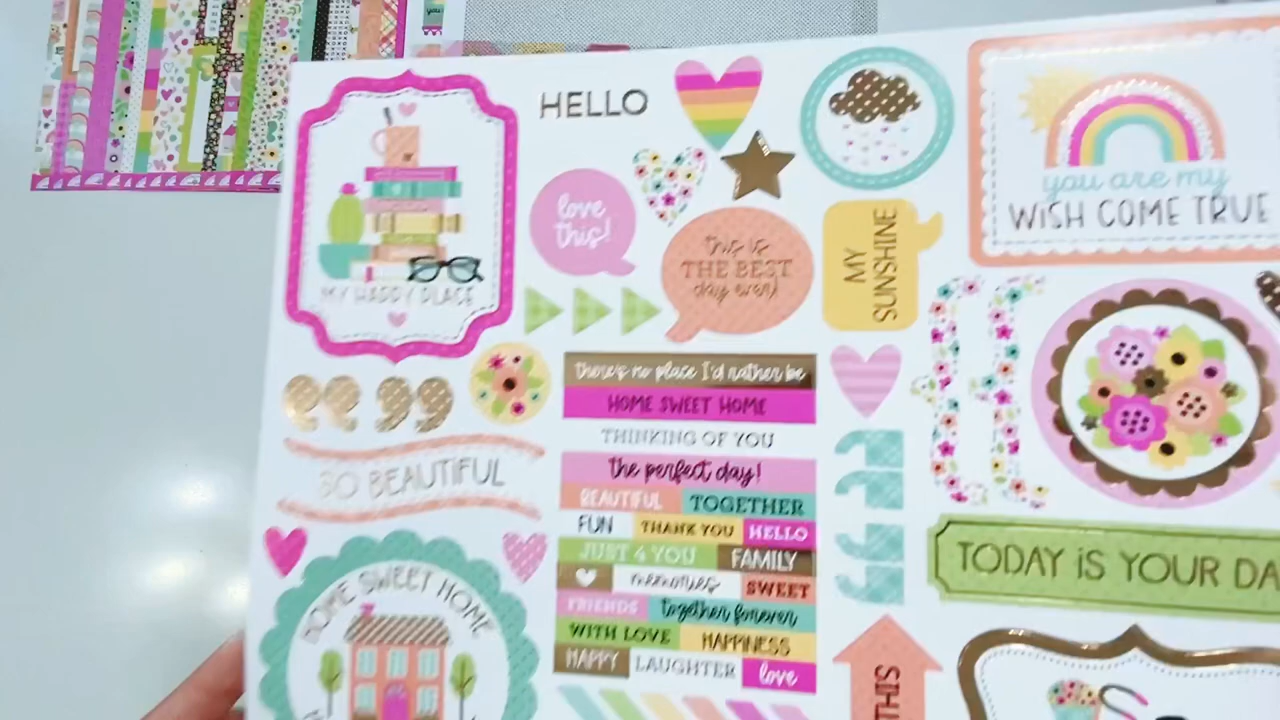 you
HELLO
love
this!
this is
THE BEST
day ever!
MY
SUNSHINE
you are my
WISH COME TRUE
MY HAPPY PLACE
there's no place I'd rather be
HOME SWEET HOME
THINKING OF YOU
the perfect day!
BEAUTIFUL TOGETHER
FUN THANK YOU HELLO
JUST 4 YOU FAMILY
memories SWEET
FRIENDS together forever
WITH LOVE HAPPINESS
HAPPY LAUGHTER love
SO BEAUTIFUL
HOME SWEET HOME
TODAY iS YOUR DA
THIS